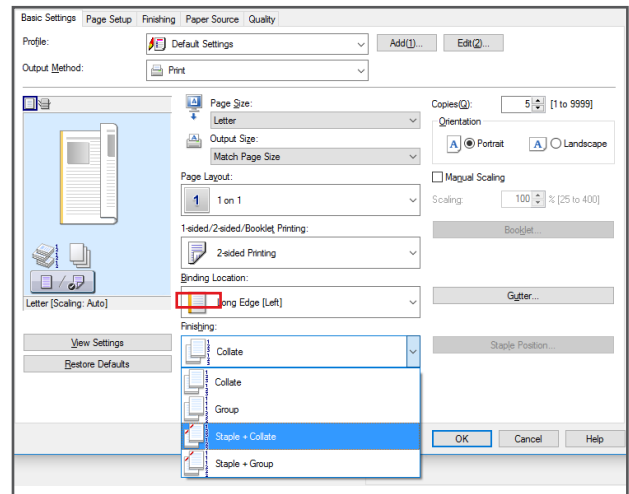 Basic Settings Page Setup Finishing Paper Source Quality
Profile: Default Settings Add(1)... Edit(2)...
Output Method: Print
Page Size:
Letter
Output Size:
Match Page Size
Copies(Q): 5 [1 to 9999]
Orientation
A Portrait A Landscape
Page Layout:
1 1 on 1
Manual Scaling
Scaling: 100 % [25 to 400]
1-sided/2-sided/Booklet Printing:
2-sided Printing
Booklet...
Binding Location:
Long Edge [Left]
Gutter...
Letter [Scaling: Auto]
Finishing:
Collate
Staple Position...
View Settings
Restore Defaults
Collate
Group
Staple + Collate
Staple + Group
OK Cancel Help